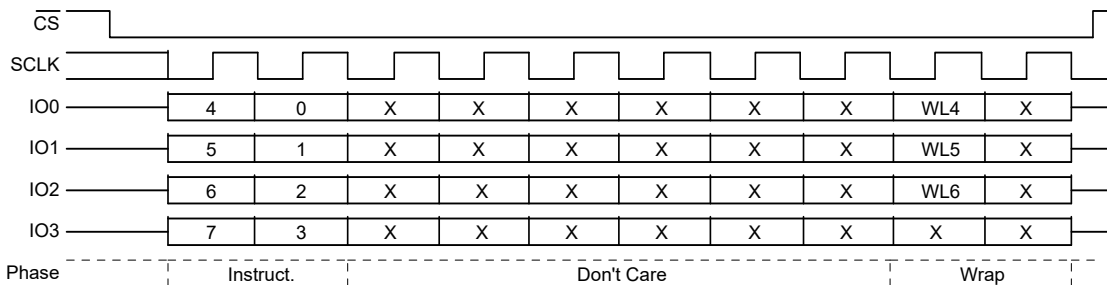 CS
SCLK
IO0 4 0 X X X X X X WL4 X
IO1 5 1 X X X X X X WL5 X
IO2 6 2 X X X X X X WL6 X
IO3 7 3 X X X X X X X X
Phase Instruct. Don't Care Wrap